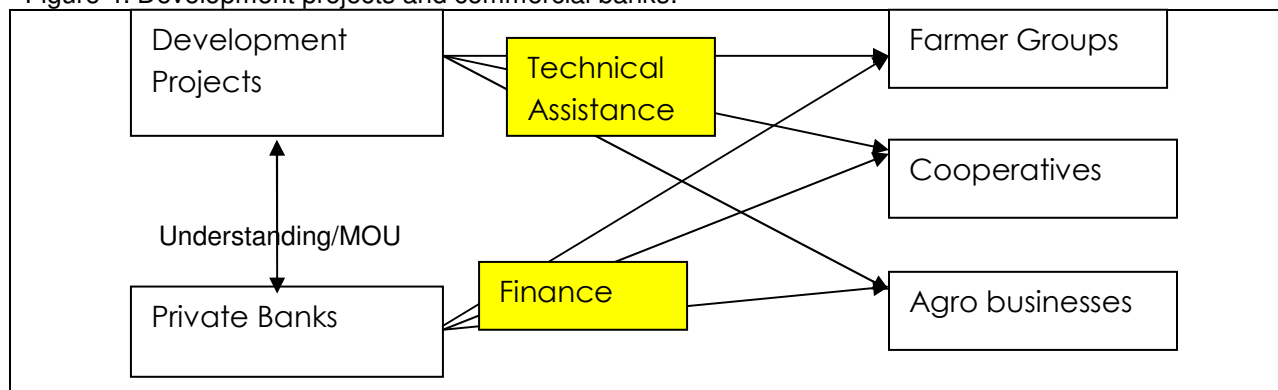 Figure 4. Development projects and commercial banks.
Development
Projects
Technical
Assistance
Farmer Groups
Cooperatives
Understanding/MOU
Finance
Private Banks
Agro businesses